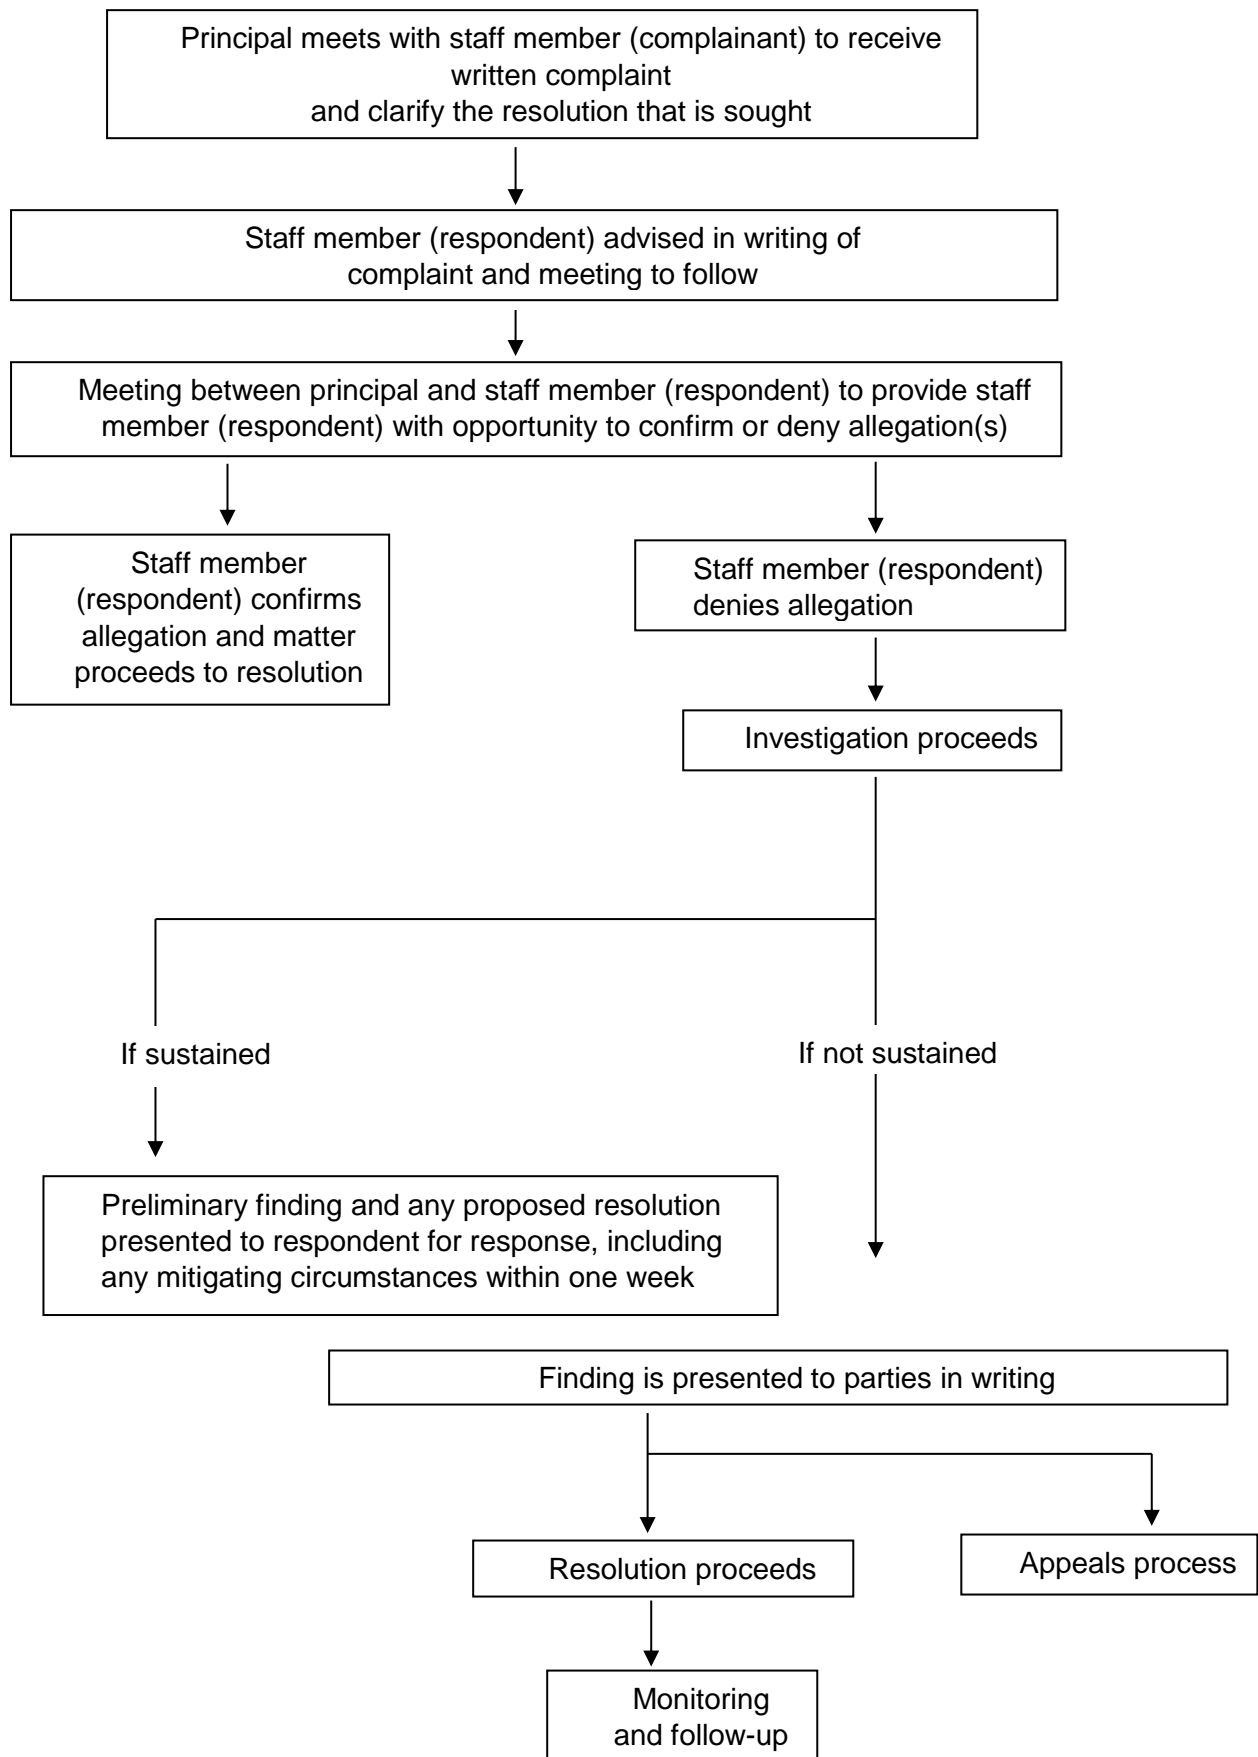 Principal meets with staff member (complainant) to receive
written complaint
and clarify the resolution that is sought
Staff member (respondent) advised in writing of
complaint and meeting to follow
Meeting between principal and staff member (respondent) to provide staff
member (respondent) with opportunity to confirm or deny allegation(s)
Staff member
(respondent) confirms
allegation and matter
proceeds to resolution
Staff member (respondent)
denies allegation
Investigation proceeds
If sustained
If not sustained
Preliminary finding and any proposed resolution
presented to respondent for response, including
any mitigating circumstances within one week
Finding is presented to parties in writing
Resolution proceeds
Appeals process
Monitoring
and follow-up